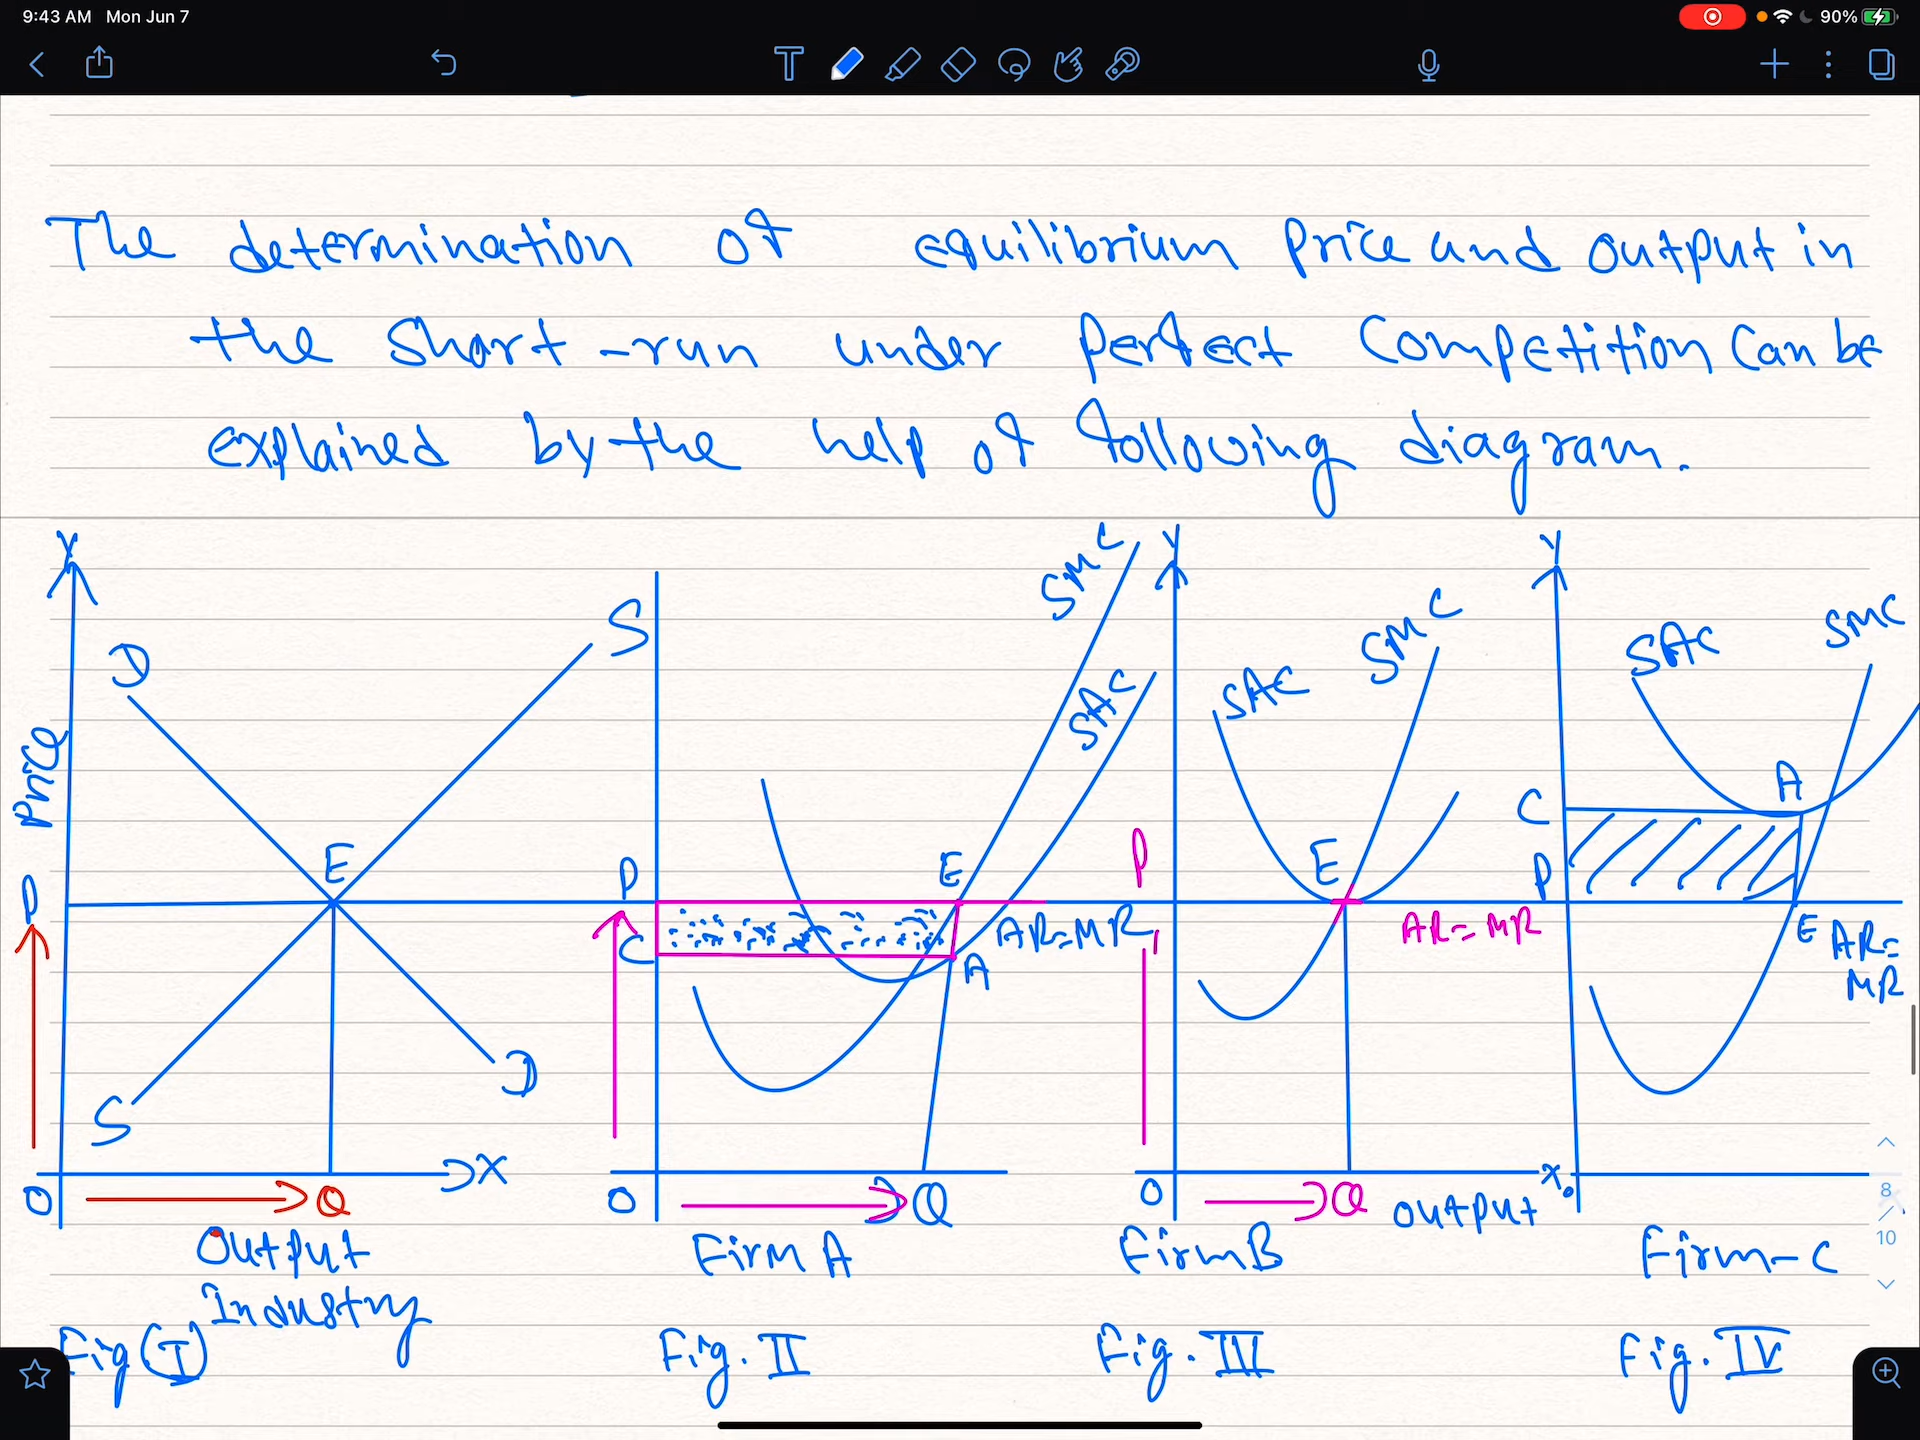 9:43 AM Mon Jun 7
90%
The determination of equilibrium price and output in
the short-run under perfect competition can be
explained by the help of following diagram.
Y
Price
P
D
S
E
S
D
O
Q
X
Output
Industry
Fig (I)
SMC
SAC
P
E
C
AR=MR
A
O
Q
Firm A
Fig. II
Y
SAC
SMC
P
E
AR=MR
O
Q
X
output
Firm B
Fig. III
Y
SAC
SMC
C
A
P
E
AR=
MR
Firm-C
Fig. IV
8
10